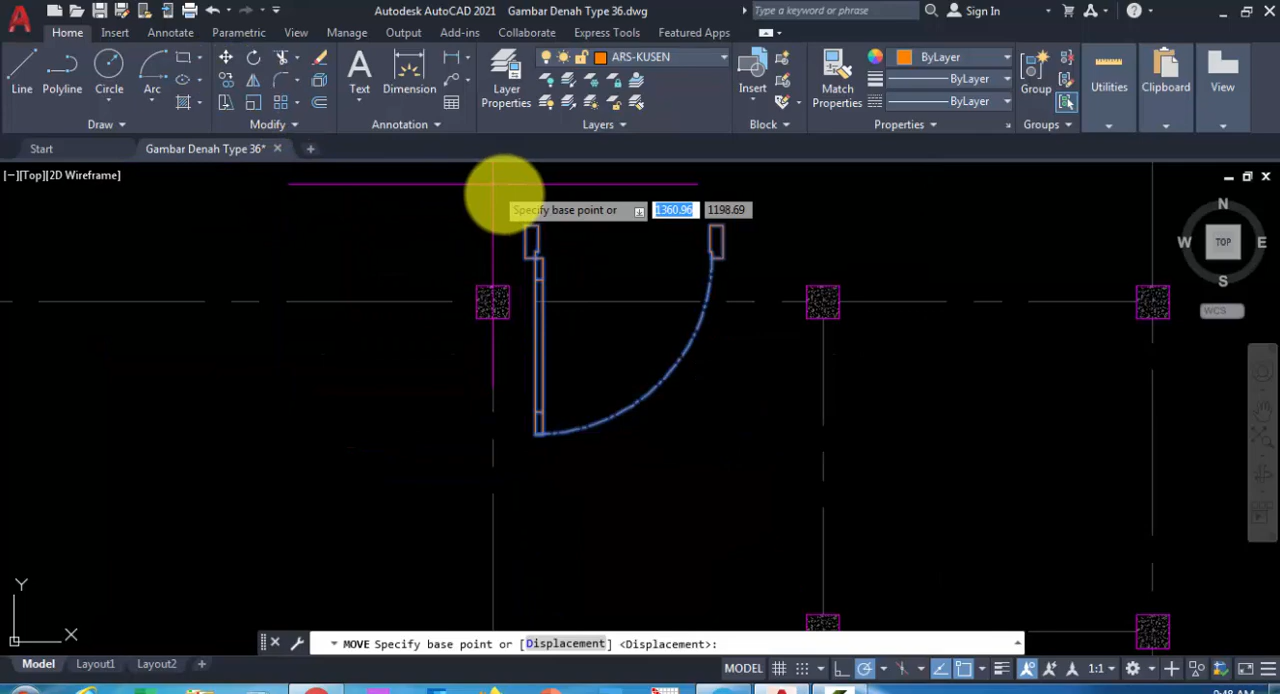 Autodesk AutoCAD 2021 Gambar Denah Type 36.dwg
Type a keyword or phrase
Sign In
Home Insert Annotate Parametric View Manage Output Add-ins Collaborate Express Tools Featured Apps
ARS-KUSEN
ByLayer
ByLayer
ByLayer
Line Polyline Circle Arc Text Dimension Layer Properties Insert Match Properties Group Utilities Clipboard View
Draw Modify Annotation Layers Block Properties Groups
Start Gambar Denah Type 36*
[−][Top][2D Wireframe]
Specify base point or 1360.96 1198.69
N
W TOP E
S
WCS
Y
X
MOVE Specify base point or [Displacement] <Displacement>:
Model Layout1 Layout2 MODEL 1:1